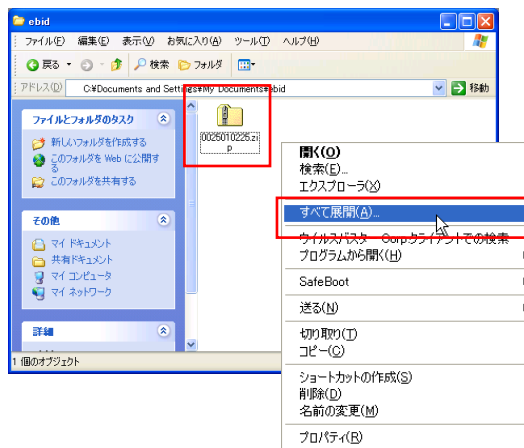 ebid
ファイル(F) 編集(E) 表示(V) お気に入り(A) ツール(T) ヘルプ(H)
戻る 検索 フォルダ
アドレス(D) C:¥Documents and Settings¥My Documents¥ebid 移動
ファイルとフォルダのタスク
新しいフォルダを作成する
このフォルダを Web に公開す
る
このフォルダを共有する
その他
マイ ドキュメント
共有ドキュメント
マイ コンピュータ
マイ ネットワーク
詳細
1 個のオブジェクト
0025010225.zi
p
開く(O)
検索(E)...
エクスプローラ(X)
すべて展開(A)...
ウイルスバスター Corp.クライアントでの検索
プログラムから開く(H)
SafeBoot
送る(N)
切り取り(T)
コピー(C)
ショートカットの作成(S)
削除(D)
名前の変更(M)
プロパティ(R)